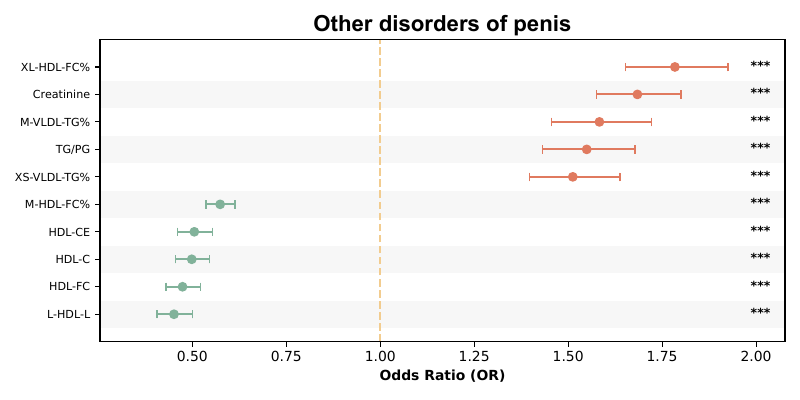 Other disorders of penis
XL-HDL-FC% ***
Creatinine ***
M-VLDL-TG% ***
TG/PG ***
XS-VLDL-TG% ***
M-HDL-FC% ***
HDL-CE ***
HDL-C ***
HDL-FC ***
L-HDL-L ***
0.50 0.75 1.00 1.25 1.50 1.75 2.00
Odds Ratio (OR)